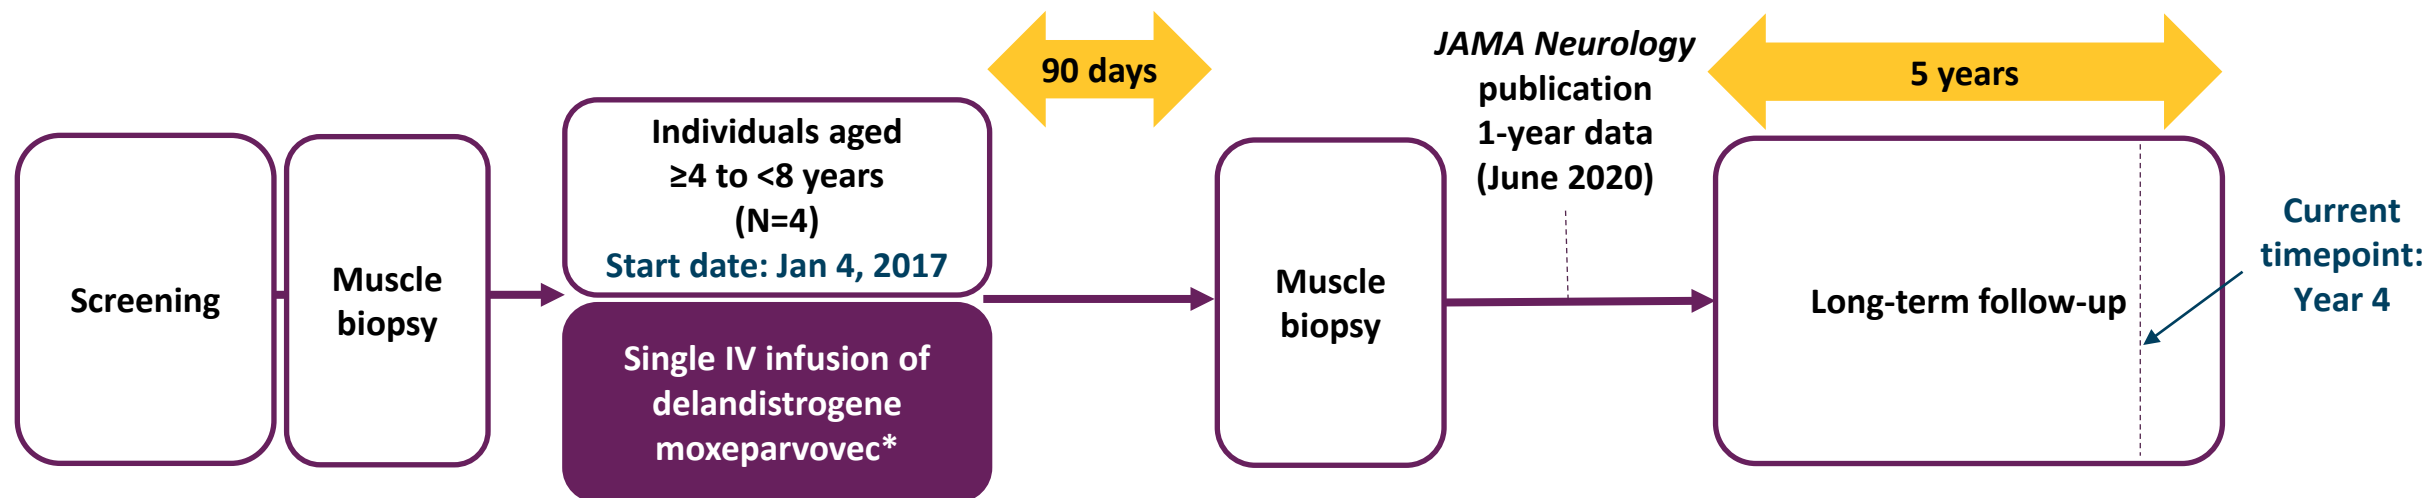 Screening
Muscle
biopsy
Individuals aged
≥4 to <8 years
(N=4)
Start date: Jan 4, 2017
Single IV infusion of
delandistrogene
moxeparvovec*
90 days
Muscle
biopsy
JAMA Neurology
publication
1-year data
(June 2020)
5 years
Long-term follow-up
Current
timepoint:
Year 4